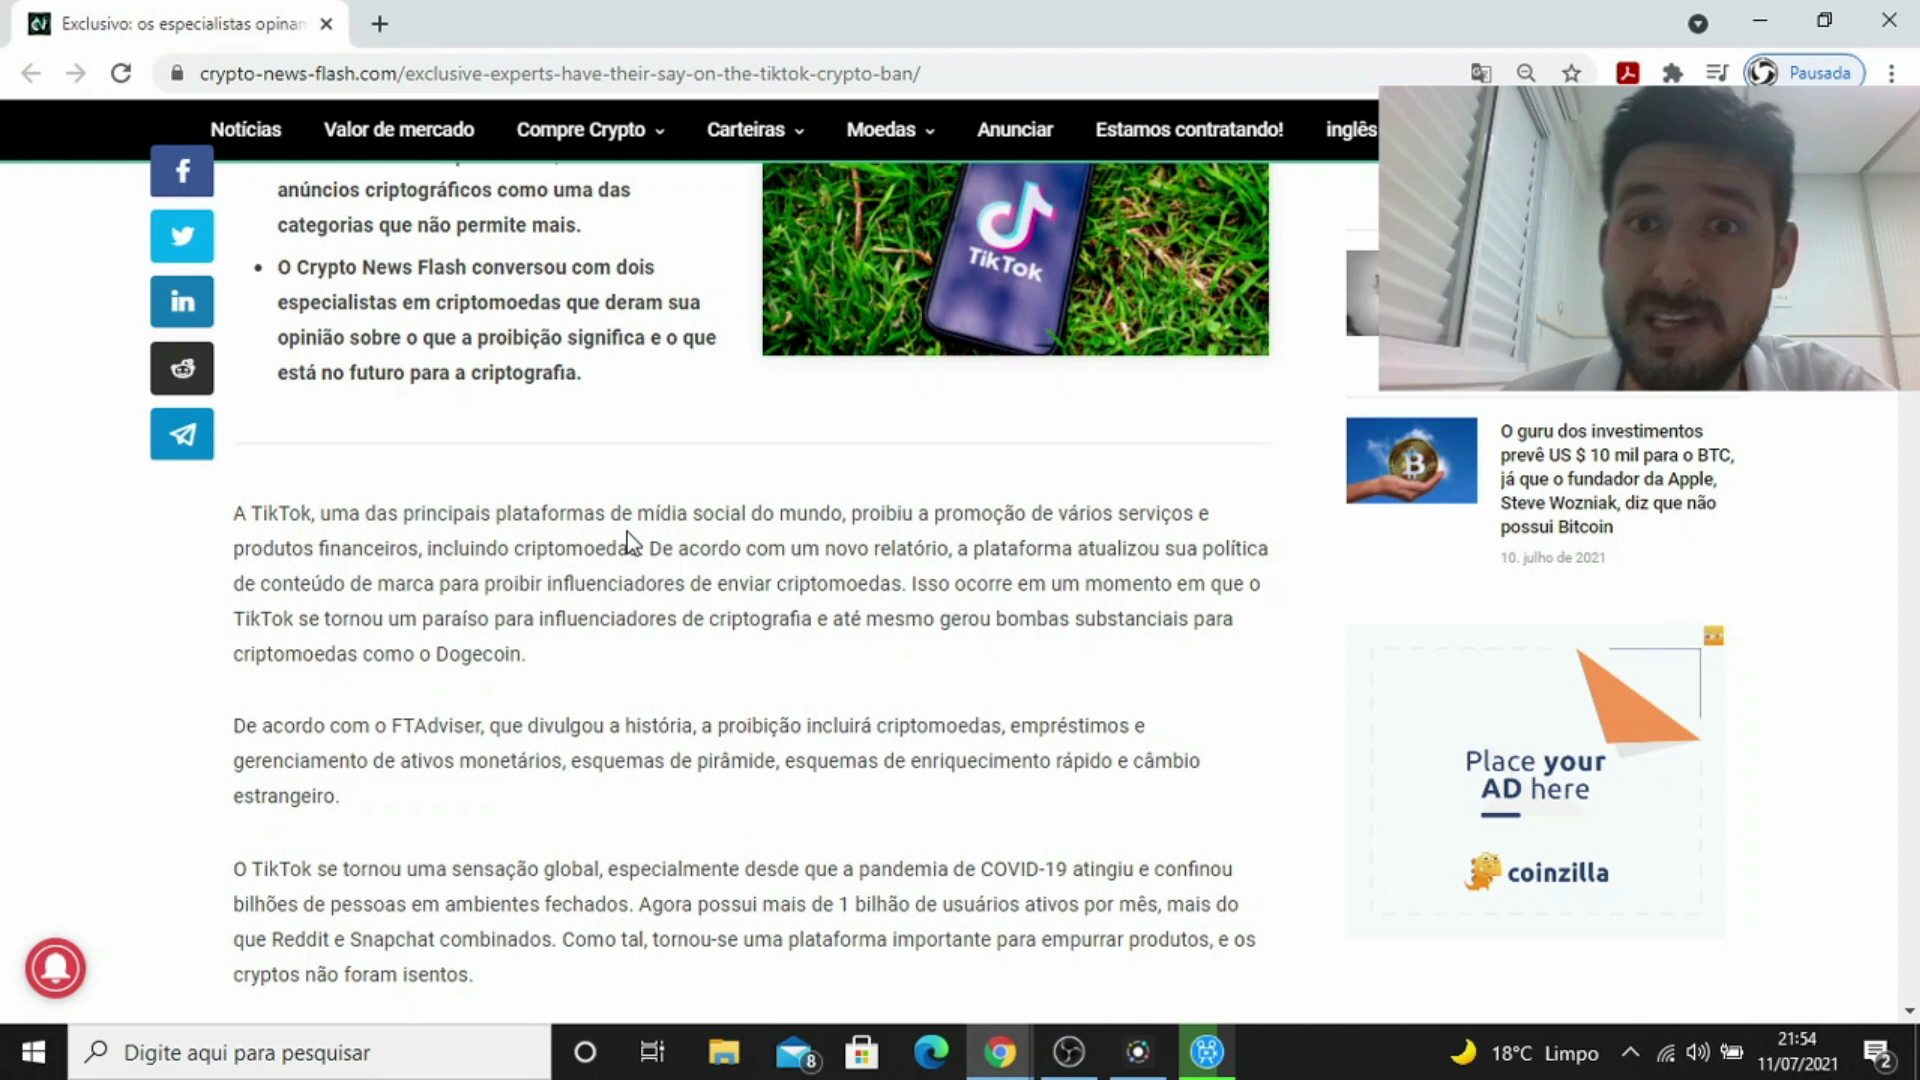 Exclusivo: os especialistas opinam
crypto-news-flash.com/exclusive-experts-have-their-say-on-the-tiktok-crypto-ban/
Pausada
Notícias Valor de mercado Compre Crypto Carteiras Moedas Anunciar Estamos contratando! inglês
anúncios criptográficos como uma das
categorias que não permite mais.
O Crypto News Flash conversou com dois
especialistas em criptomoedas que deram sua
opinião sobre o que a proibição significa e o que
está no futuro para a criptografia.
TikTok
A TikTok, uma das principais plataformas de mídia social do mundo, proibiu a promoção de vários serviços e
produtos financeiros, incluindo criptomoedas. De acordo com um novo relatório, a plataforma atualizou sua política
de conteúdo de marca para proibir influenciadores de enviar criptomoedas. Isso ocorre em um momento em que o
TikTok se tornou um paraíso para influenciadores de criptografia e até mesmo gerou bombas substanciais para
criptomoedas como o Dogecoin.
De acordo com o FTAdviser, que divulgou a história, a proibição incluirá criptomoedas, empréstimos e
gerenciamento de ativos monetários, esquemas de pirâmide, esquemas de enriquecimento rápido e câmbio
estrangeiro.
O TikTok se tornou uma sensação global, especialmente desde que a pandemia de COVID-19 atingiu e confinou
bilhões de pessoas em ambientes fechados. Agora possui mais de 1 bilhão de usuários ativos por mês, mais do
que Reddit e Snapchat combinados. Como tal, tornou-se uma plataforma importante para empurrar produtos, e os
cryptos não foram isentos.
O guru dos investimentos
prevê US $ 10 mil para o BTC,
já que o fundador da Apple,
Steve Wozniak, diz que não
possui Bitcoin
10. julho de 2021
Place your
AD here
coinzilla
Digite aqui para pesquisar
8
18°C Limpo
21:54
11/07/2021
2